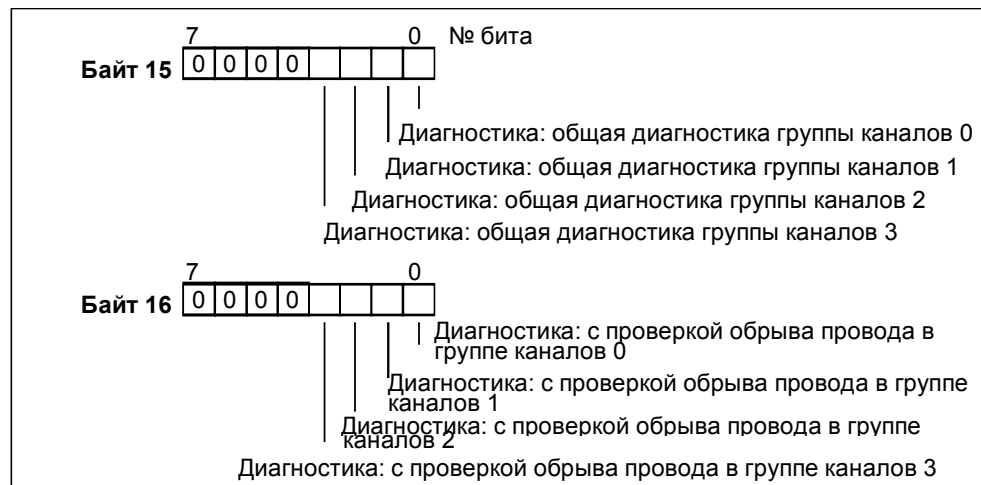 7 0 № бита
Байт 15 0 0 0 0
Диагностика: общая диагностика группы каналов 0
Диагностика: общая диагностика группы каналов 1
Диагностика: общая диагностика группы каналов 2
Диагностика: общая диагностика группы каналов 3
7 0
Байт 16 0 0 0 0
Диагностика: с проверкой обрыва провода в
группе каналов 0
Диагностика: с проверкой обрыва провода в группе
каналов 1
Диагностика: с проверкой обрыва провода в группе
каналов 2
Диагностика: с проверкой обрыва провода в группе каналов 3